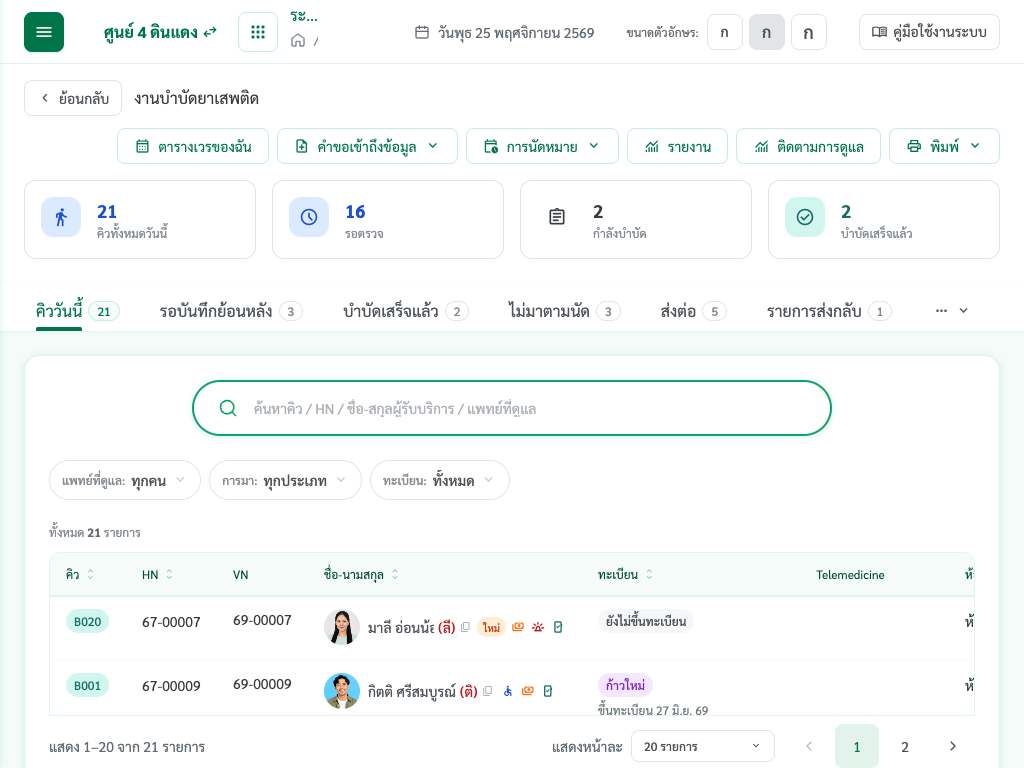 ศูนย์ 4 ดินแดง
ระ...
/
วันพุธ 25 พฤศจิกายน 2569
ขนาดตัวอักษร:
ก
ก
ก
คู่มือใช้งานระบบ
ย้อนกลับ
งานบำบัดยาเสพติด
ตารางเวรของฉัน
คำขอเข้าถึงข้อมูล
การนัดหมาย
รายงาน
ติดตามการดูแล
พิมพ์
21
คิวทั้งหมดวันนี้
16
รอตรวจ
2
กำลังบำบัด
2
บำบัดเสร็จแล้ว
คิววันนี้ 21
รอบันทึกย้อนหลัง 3
บำบัดเสร็จแล้ว 2
ไม่มาตามนัด 3
ส่งต่อ 5
รายการส่งกลับ 1
...
ค้นหาคิว / HN / ชื่อ-สกุลผู้รับบริการ / แพทย์ที่ดูแล
แพทย์ที่ดูแล: ทุกคน
การมา: ทุกประเภท
ทะเบียน: ทั้งหมด
ทั้งหมด 21 รายการ
คิว HN VN ชื่อ-นามสกุล ทะเบียน Telemedicine
B020 67-00007 69-00007 มาลี อ่อนน้อ (ลี) ใหม่ ยังไม่ขึ้นทะเบียน
B001 67-00009 69-00009 กิตติ ศรีสมบูรณ์ (ติ) ก้าวใหม่
ขึ้นทะเบียน 27 มิ.ย. 69
แสดง 1–20 จาก 21 รายการ
แสดงหน้าละ 20 รายการ
1
2